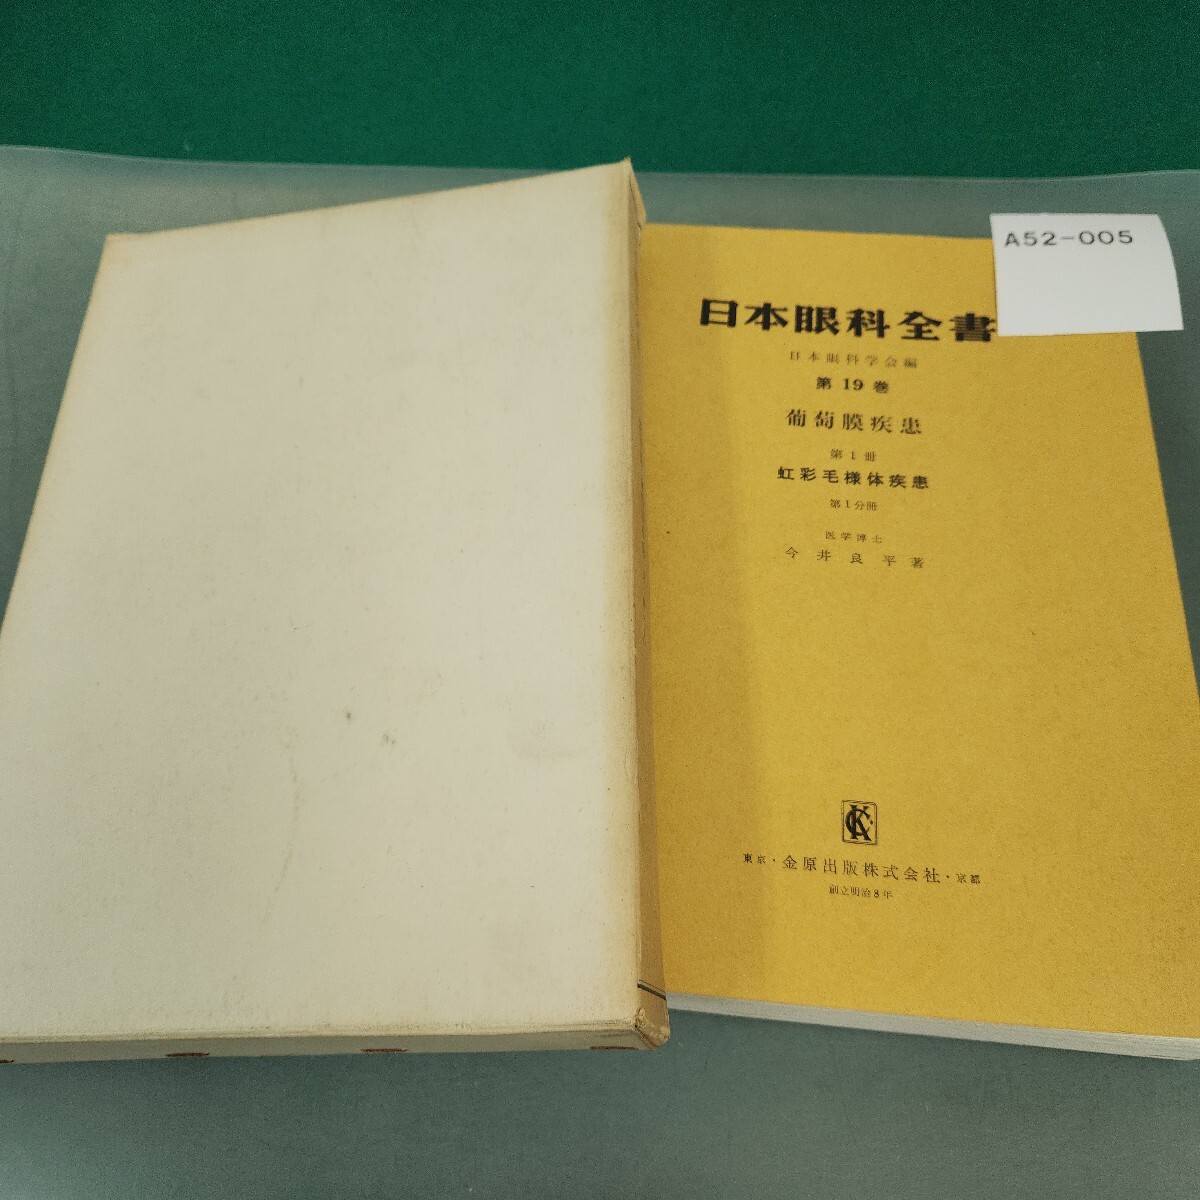 A52-005
日本眼科全書
日本眼科学会編
第19巻
葡萄膜疾患
第1冊
虹彩毛様体疾患
第1分冊
医学博士
今井良平著
東京・金原出版株式会社・京都
創立明治8年